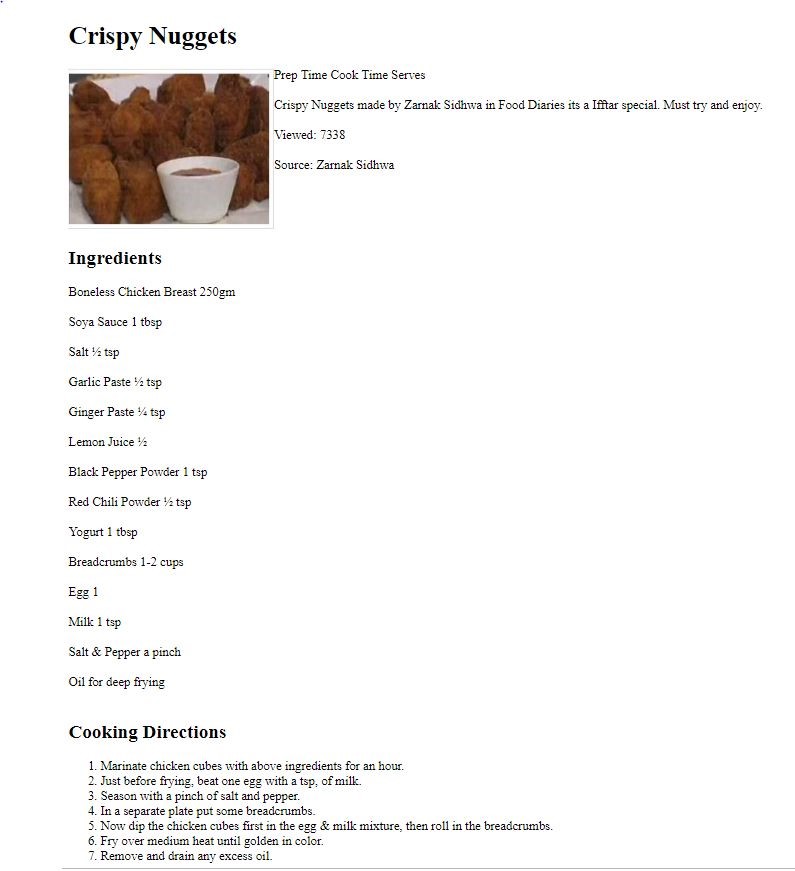 Crispy Nuggets
Prep Time Cook Time Serves
Crispy Nuggets made by Zarnak Sidhwa in Food Diaries its a Ifftar special. Must try and enjoy.
Viewed: 7338
Source: Zarnak Sidhwa
Ingredients
Boneless Chicken Breast 250gm
Soya Sauce 1 tbsp
Salt ½ tsp
Garlic Paste ½ tsp
Ginger Paste ¼ tsp
Lemon Juice ½
Black Pepper Powder 1 tsp
Red Chili Powder ½ tsp
Yogurt 1 tbsp
Breadcrumbs 1-2 cups
Egg 1
Milk 1 tsp
Salt & Pepper a pinch
Oil for deep frying
Cooking Directions
1. Marinate chicken cubes with above ingredients for an hour.
2. Just before frying, beat one egg with a tsp, of milk.
3. Season with a pinch of salt and pepper.
4. In a separate plate put some breadcrumbs.
5. Now dip the chicken cubes first in the egg & milk mixture, then roll in the breadcrumbs.
6. Fry over medium heat until golden in color.
7. Remove and drain any excess oil.